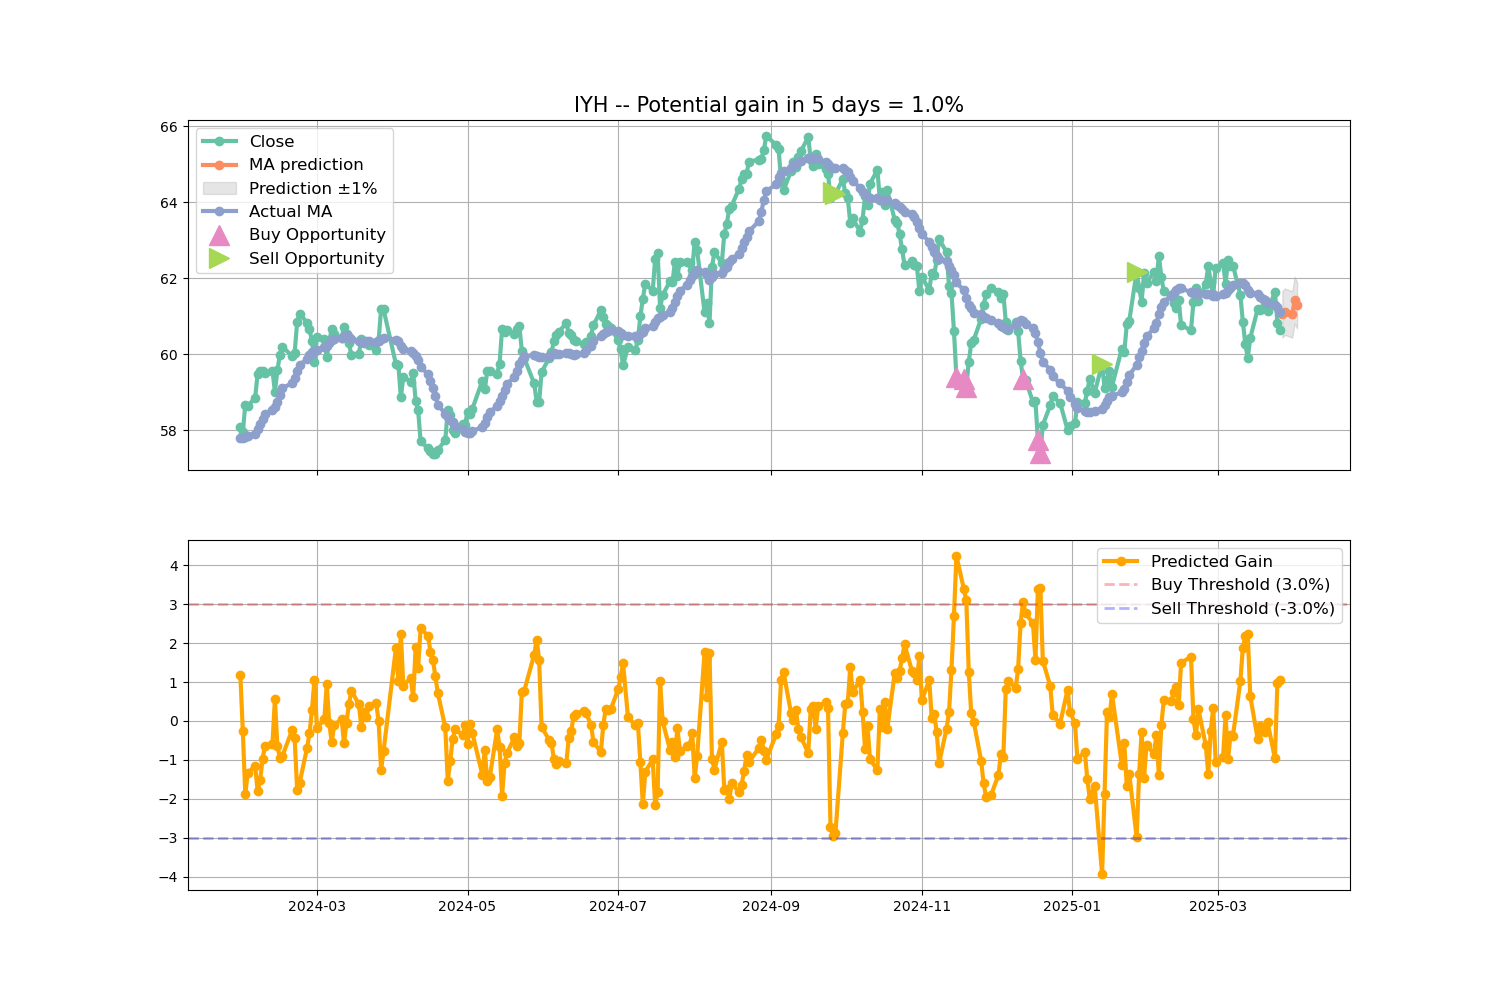 IYH -- Potential gain in 5 days = 1.0%
66
64
62
60
58
Close
MA prediction
Prediction ±1%
Actual MA
Buy Opportunity
Sell Opportunity
4
3
2
1
0
−1
−2
−3
−4
Predicted Gain
Buy Threshold (3.0%)
Sell Threshold (-3.0%)
2024-03
2024-05
2024-07
2024-09
2024-11
2025-01
2025-03